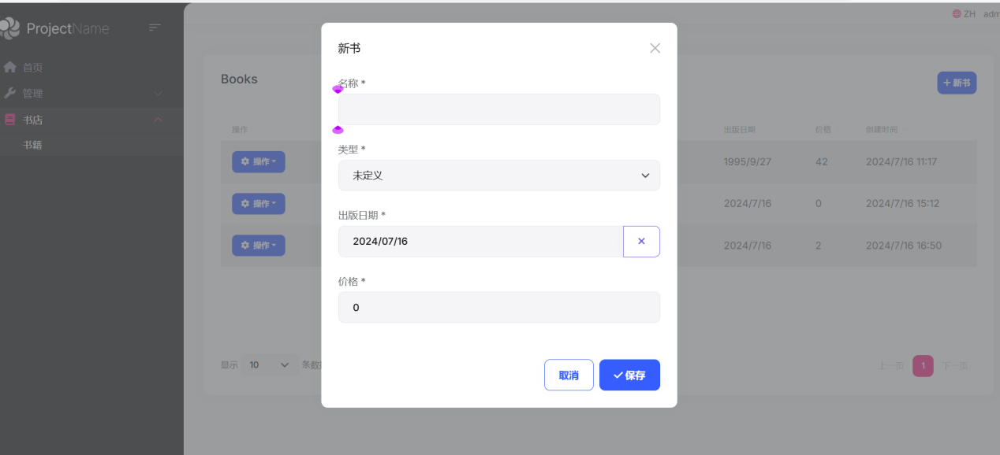 ProjectName
ZH adm
首页
管理
书店
书籍
Books
+ 新书
操作 出版日期 价格 创建时间
操作 1995/9/27 42 2024/7/16 11:17
操作 2024/7/16 0 2024/7/16 15:12
操作 2024/7/16 2 2024/7/16 16:50
显示 10 条数
上一页 1 下一页
新书
名称 *
类型 *
未定义
出版日期 *
2024/07/16
价格 *
0
取消 保存